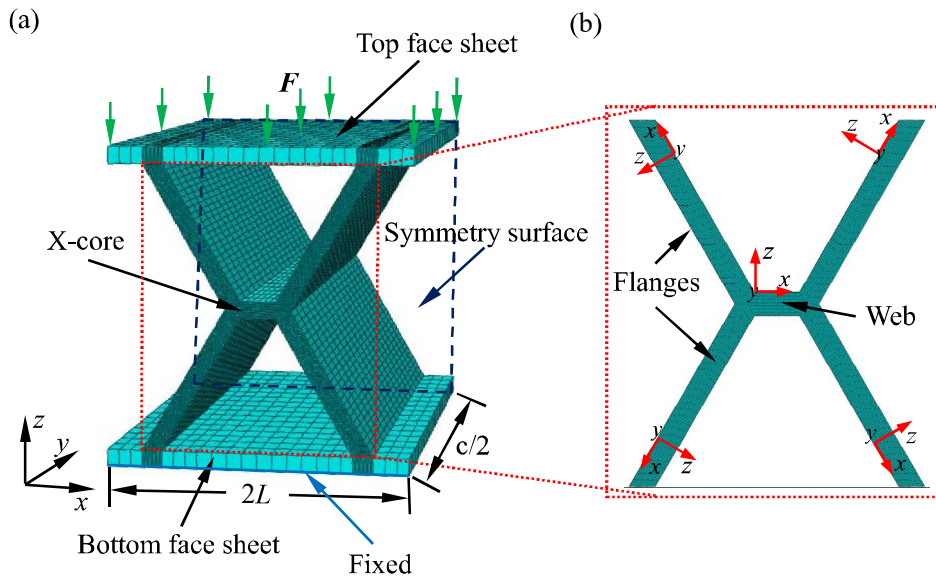 (a)
Top face sheet
F
X-core
Symmetry surface
z
y
x
c/2
2L
Bottom face sheet
Fixed
(b)
x
y
z
x
y
z
z
y
x
Flanges
Web
y
x
z
y
z
x